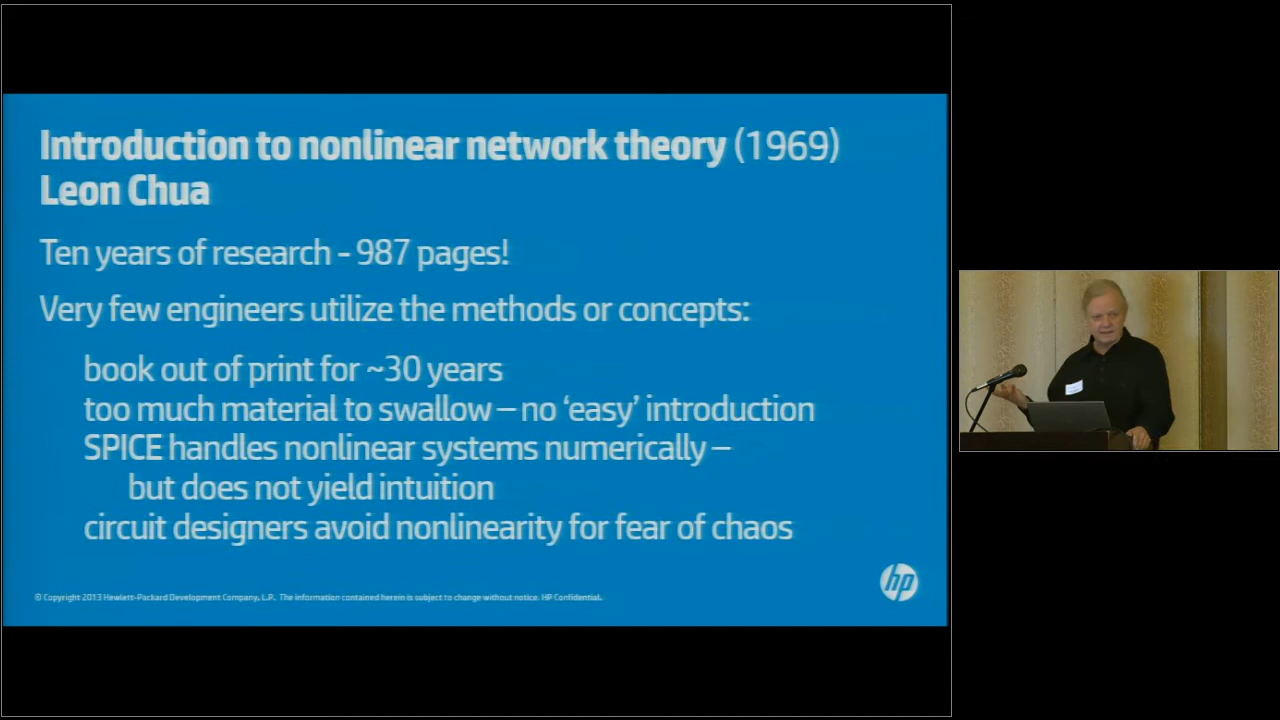 Introduction to nonlinear network theory (1969)
Leon Chua
Ten years of research - 987 pages!
Very few engineers utilize the methods or concepts:
book out of print for ~30 years
too much material to swallow – no ‘easy’ introduction
SPICE handles nonlinear systems numerically –
but does not yield intuition
circuit designers avoid nonlinearity for fear of chaos
hp
© Copyright 2013 Hewlett-Packard Development Company, L.P. The information contained herein is subject to change without notice. HP Confidential.